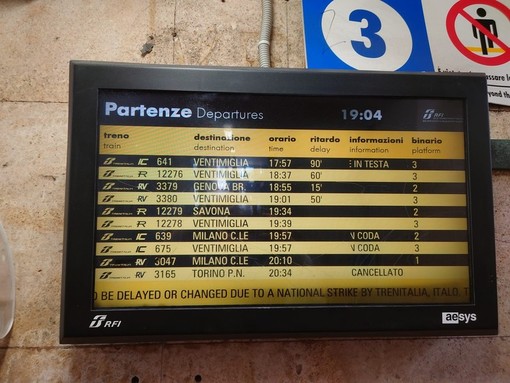 3
Partenze Departures 19:04 RFI
treno destinazione orario ritardo informazioni binario
train destination time delay information platform
IC 641 VENTIMIGLIA 17:57 90' E IN TESTA 3
R 12276 VENTIMIGLIA 18:37 60' 3
RV 3379 GENOVA BR. 18:55 15' 2
RV 3380 VENTIMIGLIA 19:01 50' 3
R 12279 SAVONA 19:34 2
R 12278 VENTIMIGLIA 19:39 3
IC 639 MILANO C.LE 19:57 N CODA 2
IC 675 VENTIMIGLIA 19:57 N CODA 3
RV 3047 MILANO C.LE 20:10 1
RV 3165 TORINO P.N. 20:34 CANCELLATO
O BE DELAYED OR CHANGED DUE TO A NATIONAL STRIKE BY TRENITALIA, ITALO. T
RFI aesys